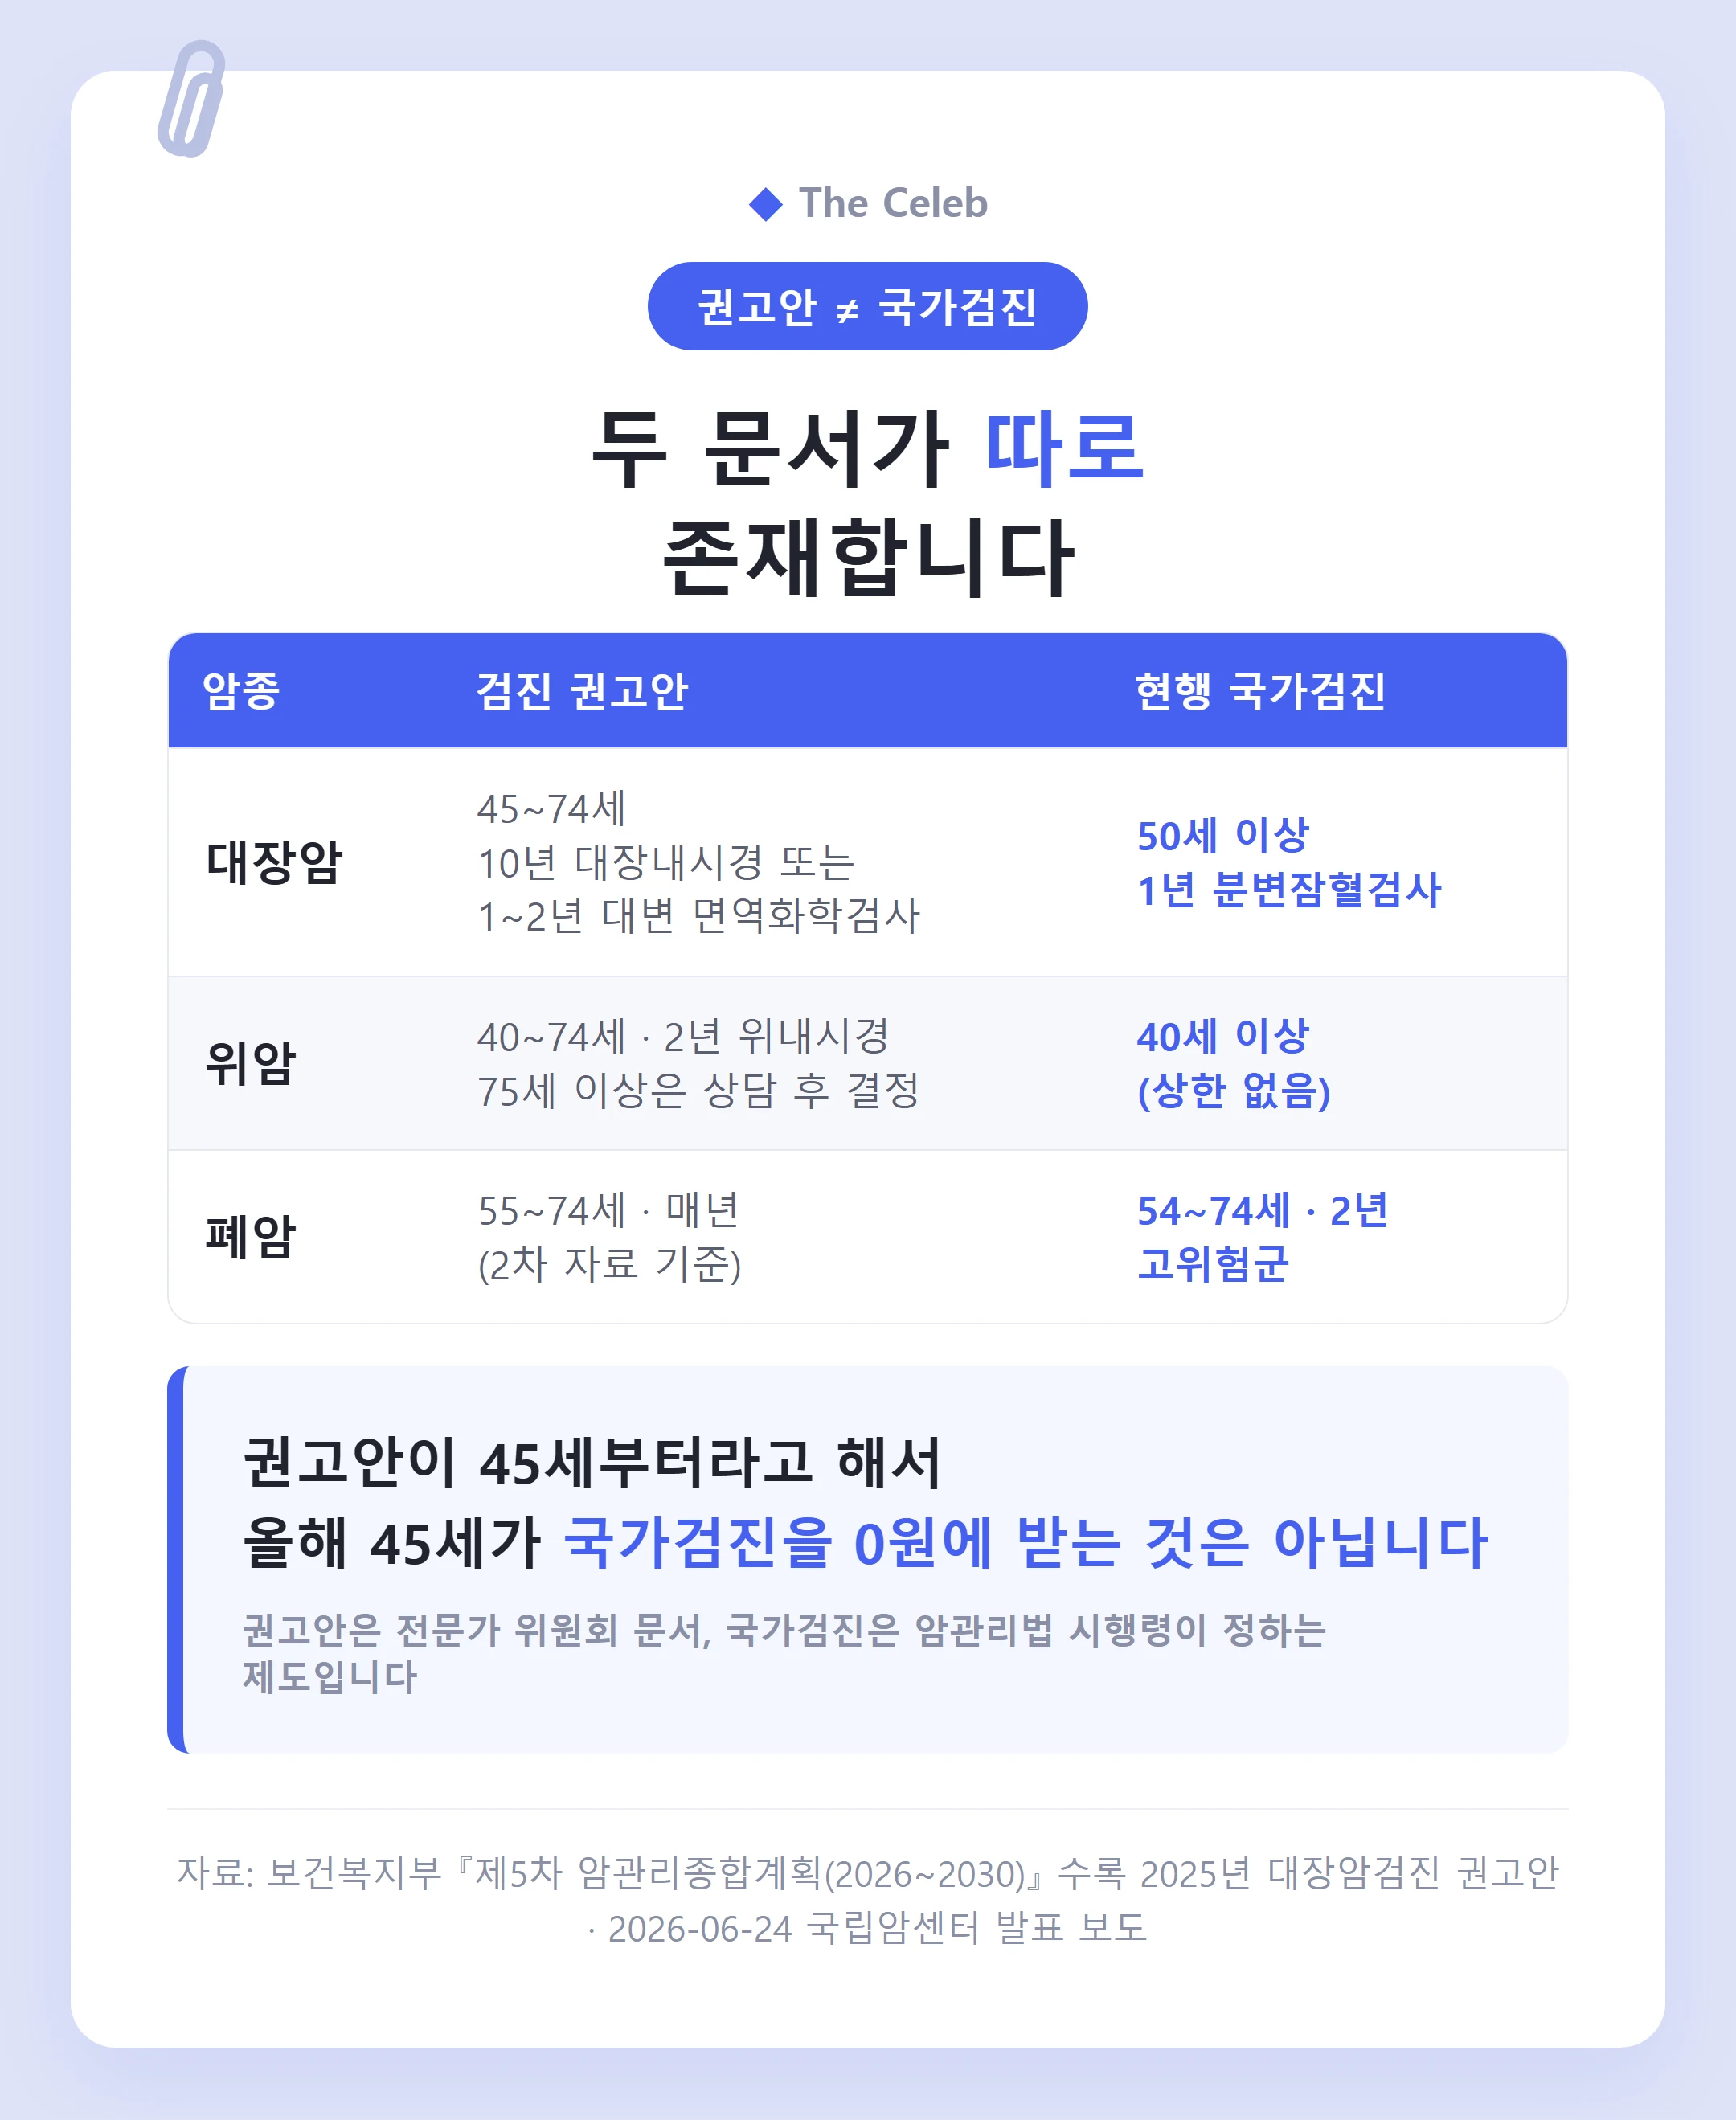 The Celeb
권고안 ≠ 국가검진
두 문서가 따로
존재합니다
암종 검진 권고안 현행 국가검진
대장암
45~74세
10년 대장내시경 또는
1~2년 대변 면역화학검사
50세 이상
1년 분변잠혈검사
위암
40~74세 · 2년 위내시경
75세 이상은 상담 후 결정
40세 이상
(상한 없음)
폐암
55~74세 · 매년
(2차 자료 기준)
54~74세 · 2년
고위험군
권고안이 45세부터라고 해서
올해 45세가 국가검진을 0원에 받는 것은 아닙니다
권고안은 전문가 위원회 문서, 국가검진은 암관리법 시행령이 정하는
제도입니다
자료: 보건복지부 『제5차 암관리종합계획(2026~2030)』 수록 2025년 대장암검진 권고안
· 2026-06-24 국립암센터 발표 보도